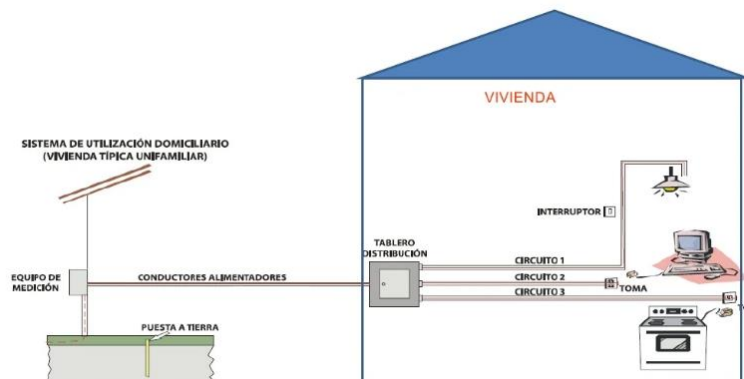 VIVIENDA
SISTEMA DE UTILIZACIÓN DOMICILIARIO
(VIVIENDA TÍPICA UNIFAMILIAR)
INTERRUPTOR
TABLERO
DISTRIBUCIÓN
CIRCUITO 1
EQUIPO DE
MEDICIÓN
CONDUCTORES ALIMENTADORES
CIRCUITO 2
TOMA
CIRCUITO 3
PUESTA A TIERRA